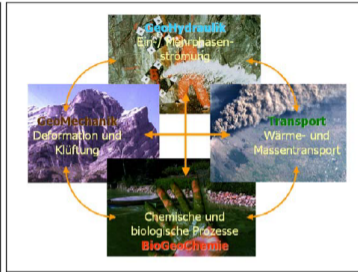 GeoHydraulik
Ein-/ Mehrphasen-
strömung
GeoMechanik
Deformation und
Klüftung
Transport
Wärme- und
Massentransport
Chemische und
biologische Prozesse
BioGeoChemie